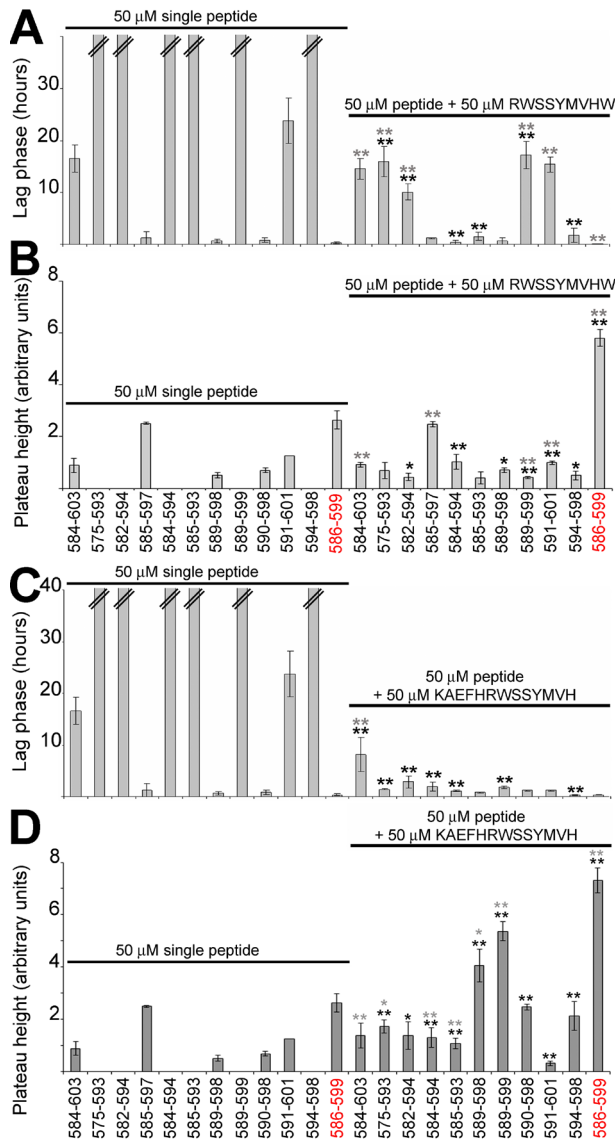 A
50 µM single peptide
Lag phase (hours)
40
30
20
10
50 µM peptide + 50 µM RWSSYMVHW
** ** ** ** ** ** ** ** ** ** ** ** **
B
50 µM peptide + 50 µM RWSSYMVHW
Plateau height (arbitrary units)
8
6
4
2
50 µM single peptide
** * ** ** * ** ** ** ** * ** **
584-603
575-593
582-594
585-597
584-594
585-593
589-598
589-599
590-598
591-601
594-598
586-599
584-603
575-593
582-594
585-597
584-594
585-593
589-598
589-599
591-601
594-598
586-599
C
50 µM single peptide
Lag phase (hours)
40
30
20
10
50 µM peptide
+ 50 µM KAEFHRWSSYMVH
** ** ** ** ** ** ** **
D
50 µM peptide
+ 50 µM KAEFHRWSSYMVH
Plateau height (arbitrary units)
8
6
4
2
50 µM single peptide
** * ** * ** ** ** ** * ** ** ** ** ** ** ** **
584-603
575-593
582-594
585-597
584-594
585-593
589-598
589-599
590-598
591-601
594-598
586-599
584-603
575-593
582-594
584-594
585-593
589-598
589-599
590-598
591-601
594-598
586-599